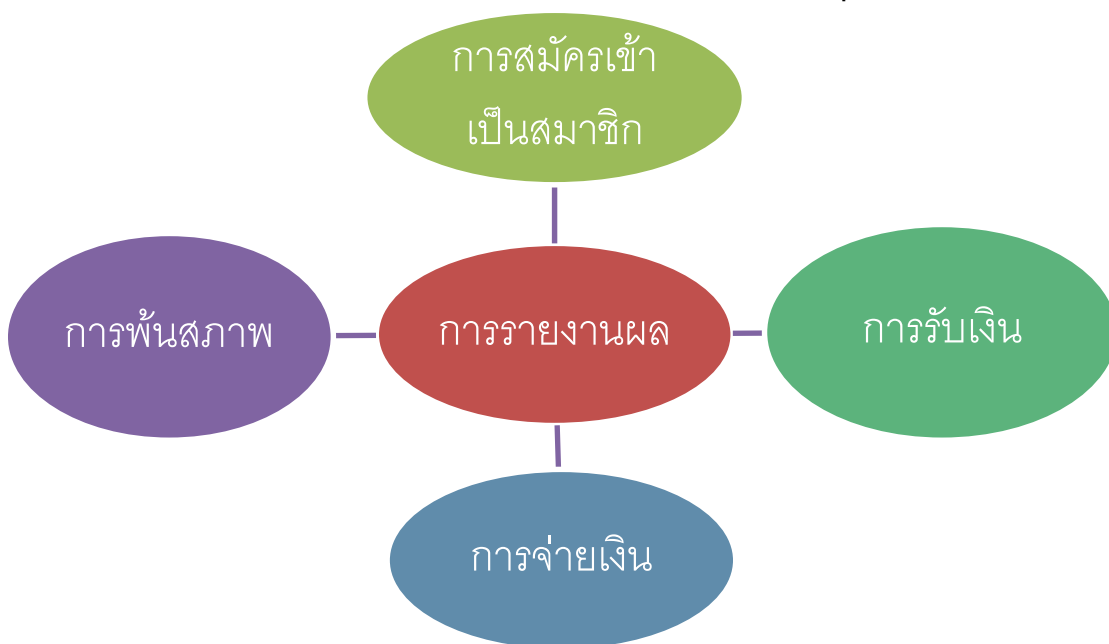 การสมัครเข้า
เป็นสมาชิก
การพ้นสภาพ
การรายงานผล
การรับเงิน
การจ่ายเงิน